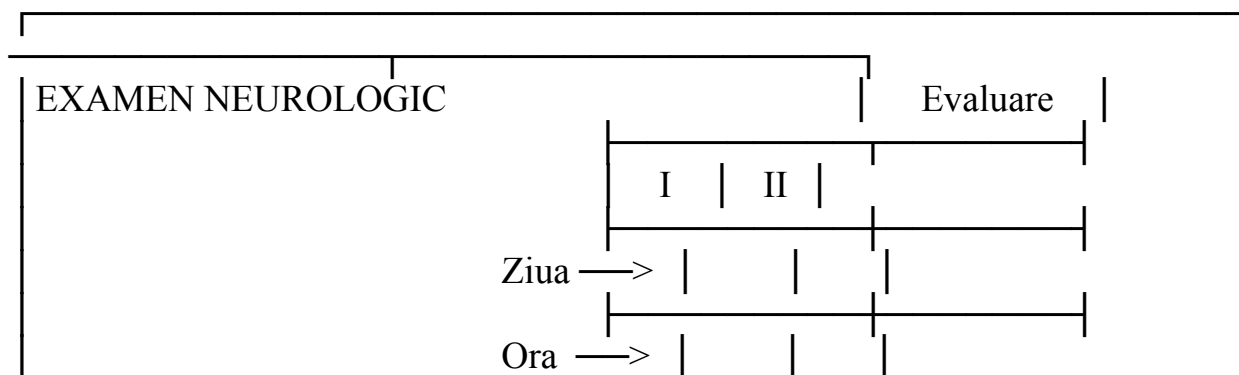 EXAMEN NEUROLOGIC | Evaluare |
| I | II |
Ziua ──> | | |
Ora ──> | | |